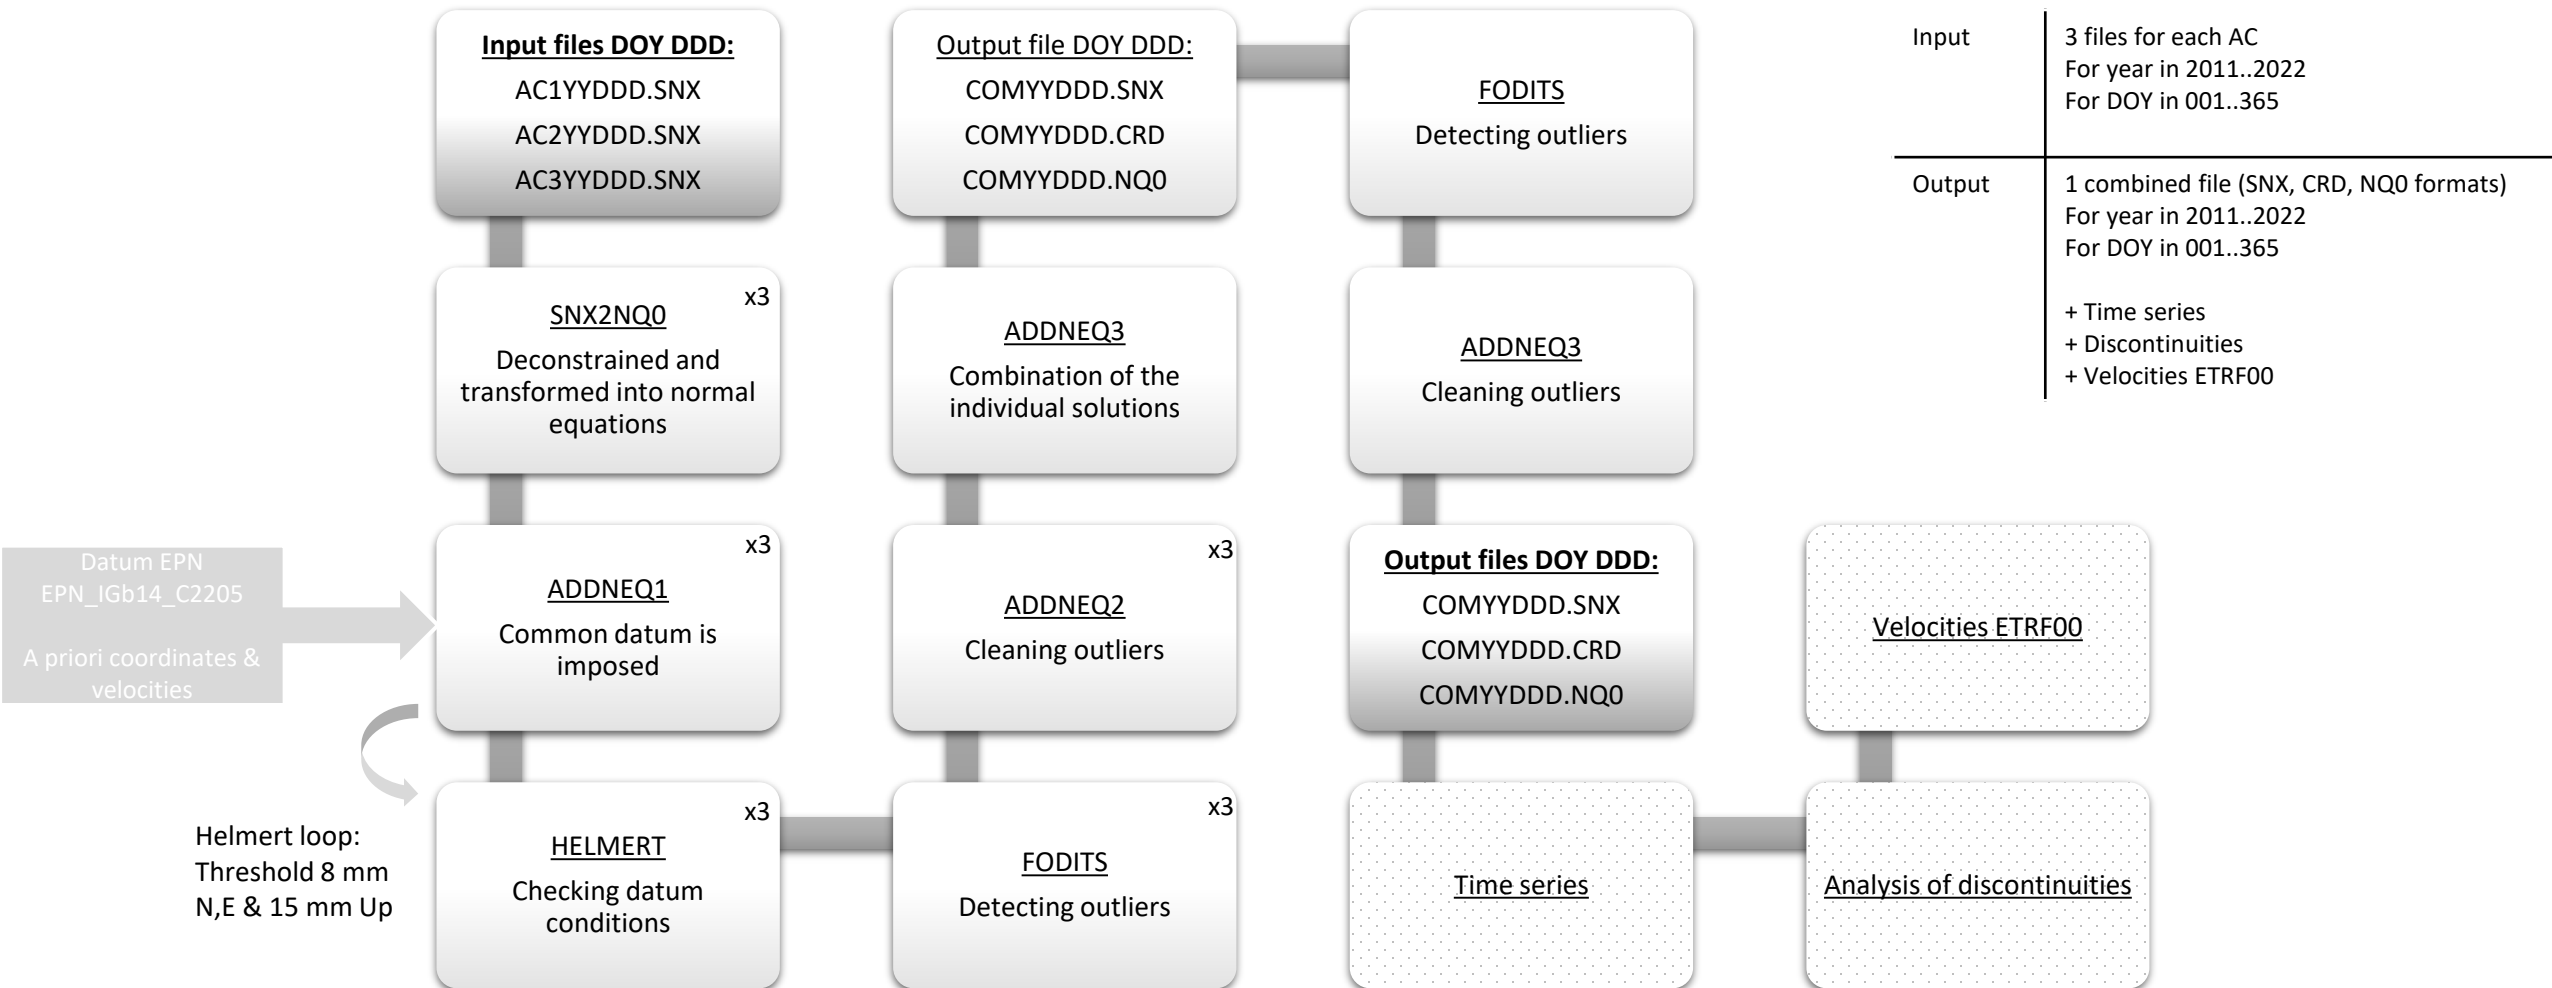 Input files DOY DDD:
AC1YYDDD.SNX
AC2YYDDD.SNX
AC3YYDDD.SNX
x3
SNX2NQ0
Deconstrained and
transformed into normal
equations
Datum EPN
EPN_IGb14_C2205
A priori coordinates &
velocities
x3
ADDNEQ1
Common datum is
imposed
Helmert loop:
Threshold 8 mm
N,E & 15 mm Up
x3
HELMERT
Checking datum
conditions
x3
FODITS
Detecting outliers
x3
ADDNEQ2
Cleaning outliers
ADDNEQ3
Combination of the
individual solutions
Output file DOY DDD:
COMYYDDD.SNX
COMYYDDD.CRD
COMYYDDD.NQ0
FODITS
Detecting outliers
ADDNEQ3
Cleaning outliers
Output files DOY DDD:
COMYYDDD.SNX
COMYYDDD.CRD
COMYYDDD.NQ0
Time series
Analysis of discontinuities
Velocities ETRF00
Input
3 files for each AC
For year in 2011..2022
For DOY in 001..365
Output
1 combined file (SNX, CRD, NQ0 formats)
For year in 2011..2022
For DOY in 001..365
+ Time series
+ Discontinuities
+ Velocities ETRF00